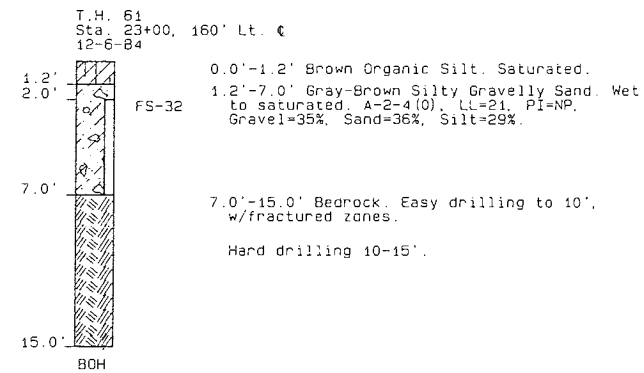 T.H. 61
Sta. 23+00, 160' Lt. ℄
12-6-84
0.0'-1.2' Brown Organic Silt. Saturated.
1.2'
1.2'-7.0' Gray-Brown Silty Gravelly Sand. Wet
2.0'
FS-32
to saturated. A-2-4(0), LL=21, PI=NP,
Gravel=35%, Sand=36%, Silt=29%.
7.0'
7.0'-15.0' Bedrock. Easy drilling to 10',
w/fractured zones.
Hard drilling 10-15'.
15.0'
BOH